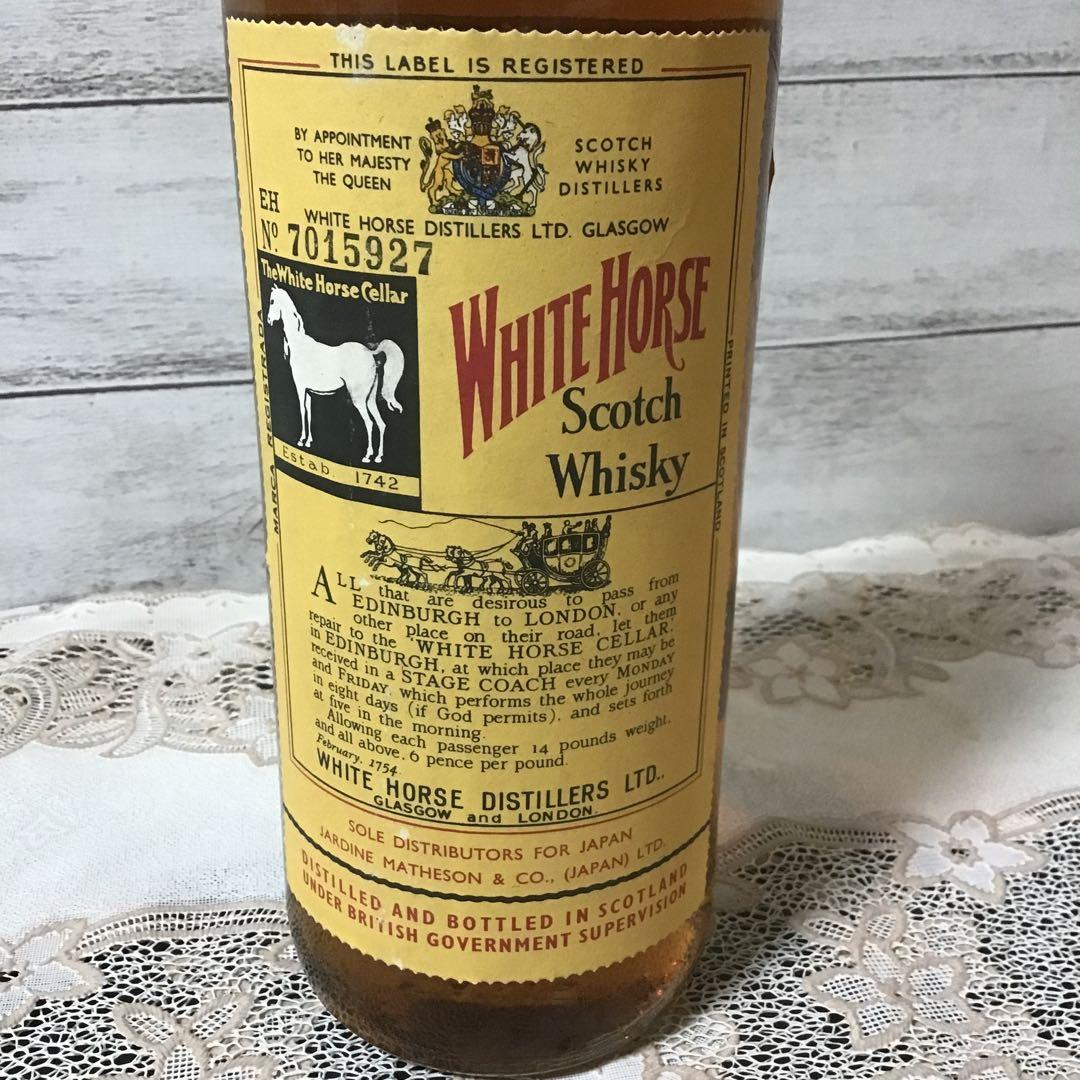 THIS LABEL IS REGISTERED
BY APPOINTMENT
TO HER MAJESTY
THE QUEEN
SCOTCH
WHISKY
DISTILLERS
WHITE HORSE DISTILLERS LTD. GLASGOW
EH
Nº 7015927
The White Horse Cellar
Estab. 1742
MARCA REGISTRADA
WHITE HORSE
Scotch
Whisky
PRINTED IN SCOTLAND
ALL that are desirous to pass from
EDINBURGH to LONDON, or any
other place on their road, let them
repair to the "WHITE HORSE CELLAR,"
in EDINBURGH, at which place they may be
received in a STAGE COACH every MONDAY
and FRIDAY, which performs the whole journey
in eight days (if God permits), and sets forth
at five in the morning.
Allowing each passenger 14 pounds weight,
and all above, 6 pence per pound.
February, 1754.
WHITE HORSE DISTILLERS LTD.,
GLASGOW and LONDON.
SOLE DISTRIBUTORS FOR JAPAN
JARDINE MATHESON & CO., (JAPAN) LTD.
DISTILLED AND BOTTLED IN SCOTLAND
UNDER BRITISH GOVERNMENT SUPERVISION